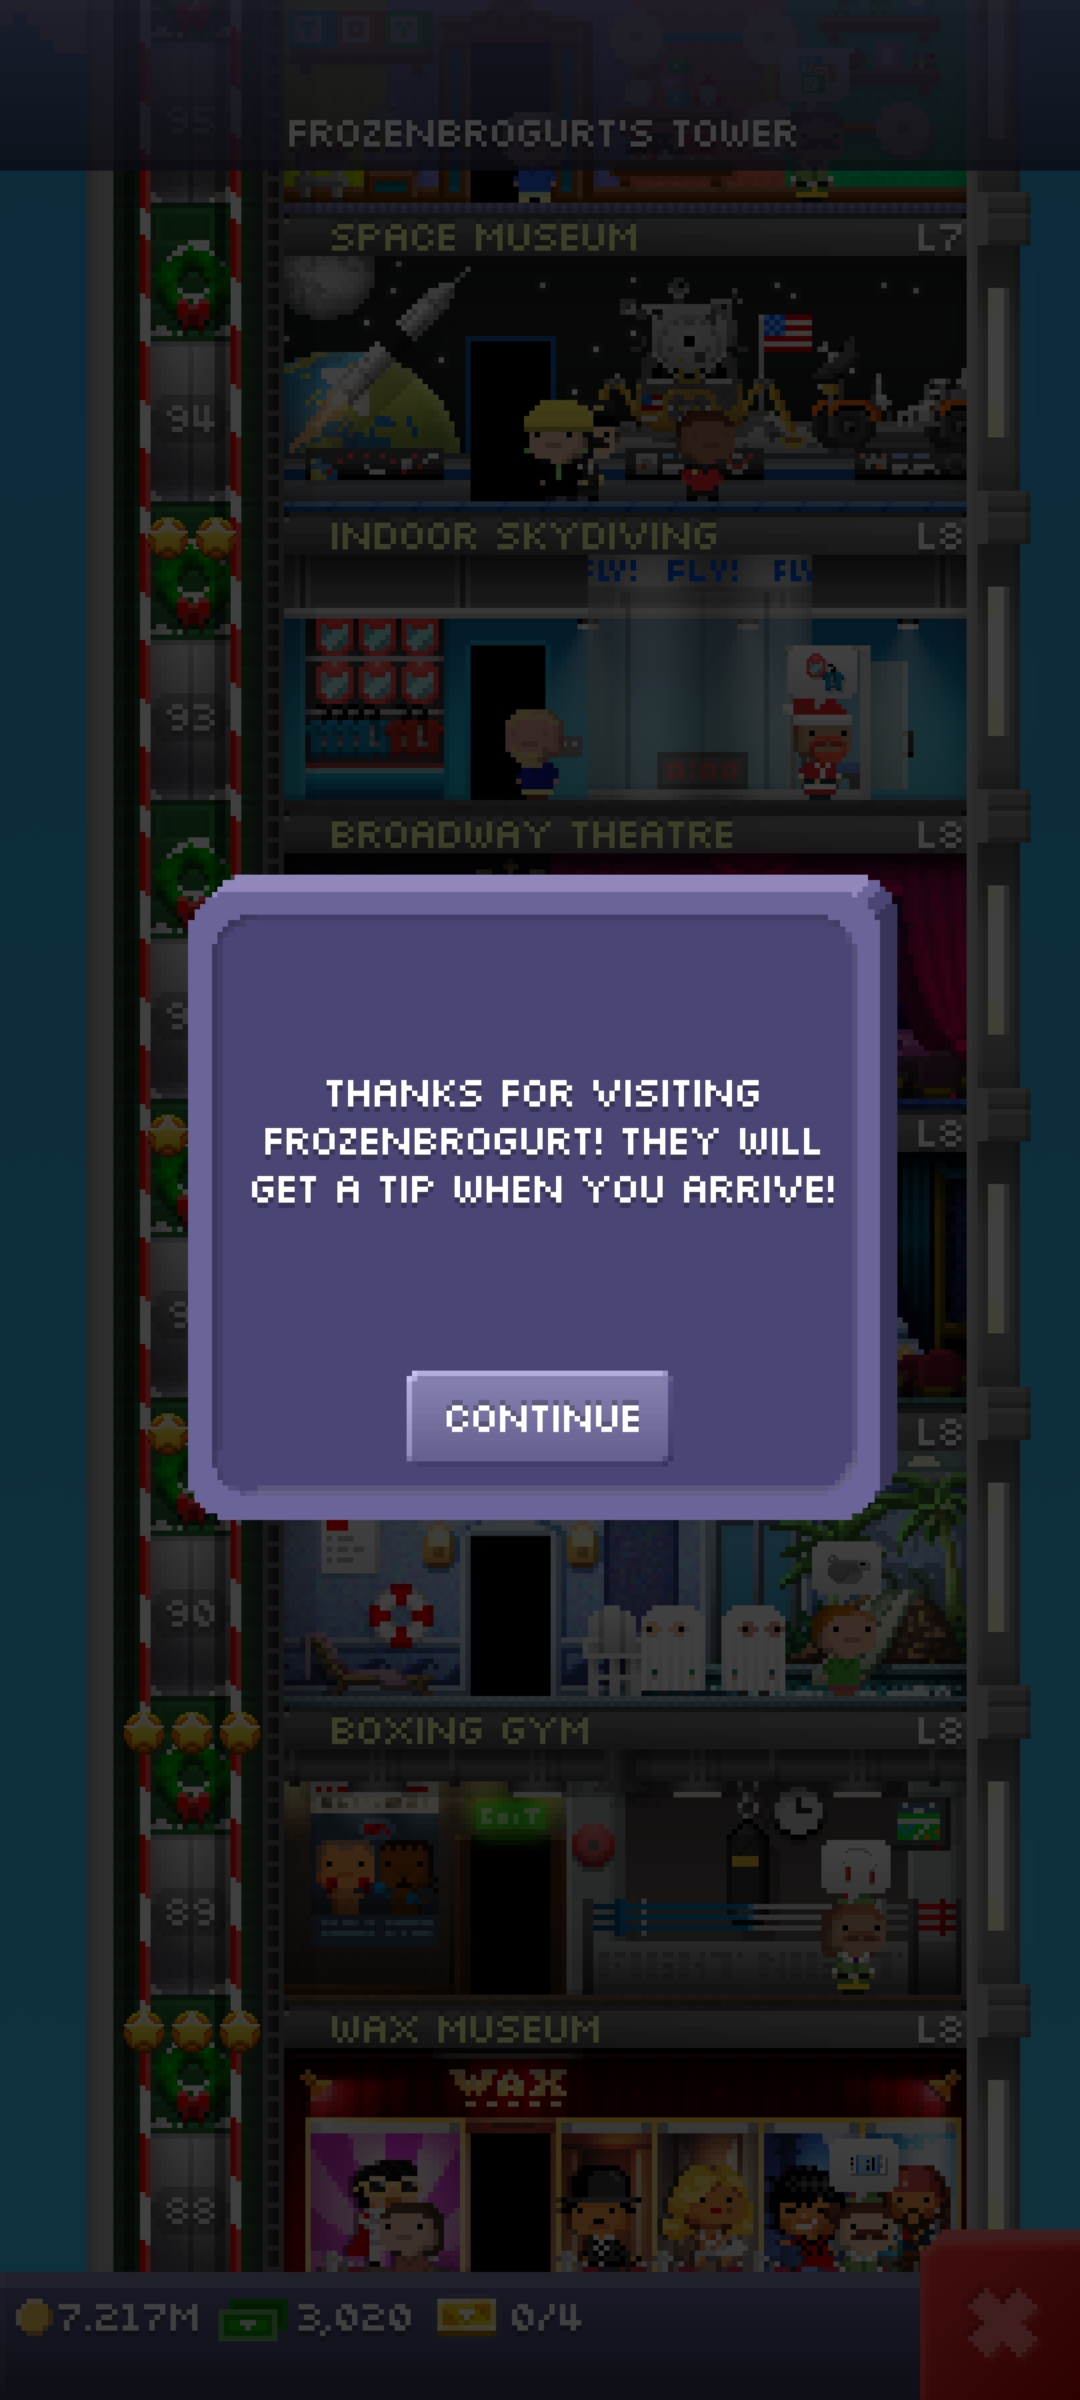 95
FROZENBROGURT'S TOWER
SPACE MUSEUM L7
94
INDOOR SKYDIVING L8
FLY! FLY! FLY
93
0:00
BROADWAY THEATRE L8
L8
THANKS FOR VISITING
FROZENBROGURT! THEY WILL
GET A TIP WHEN YOU ARRIVE!
CONTINUE
L8
90
BOXING GYM L8
EXIT
89
WAX MUSEUM L8
WAX
88
7.217M 3,020 0/4